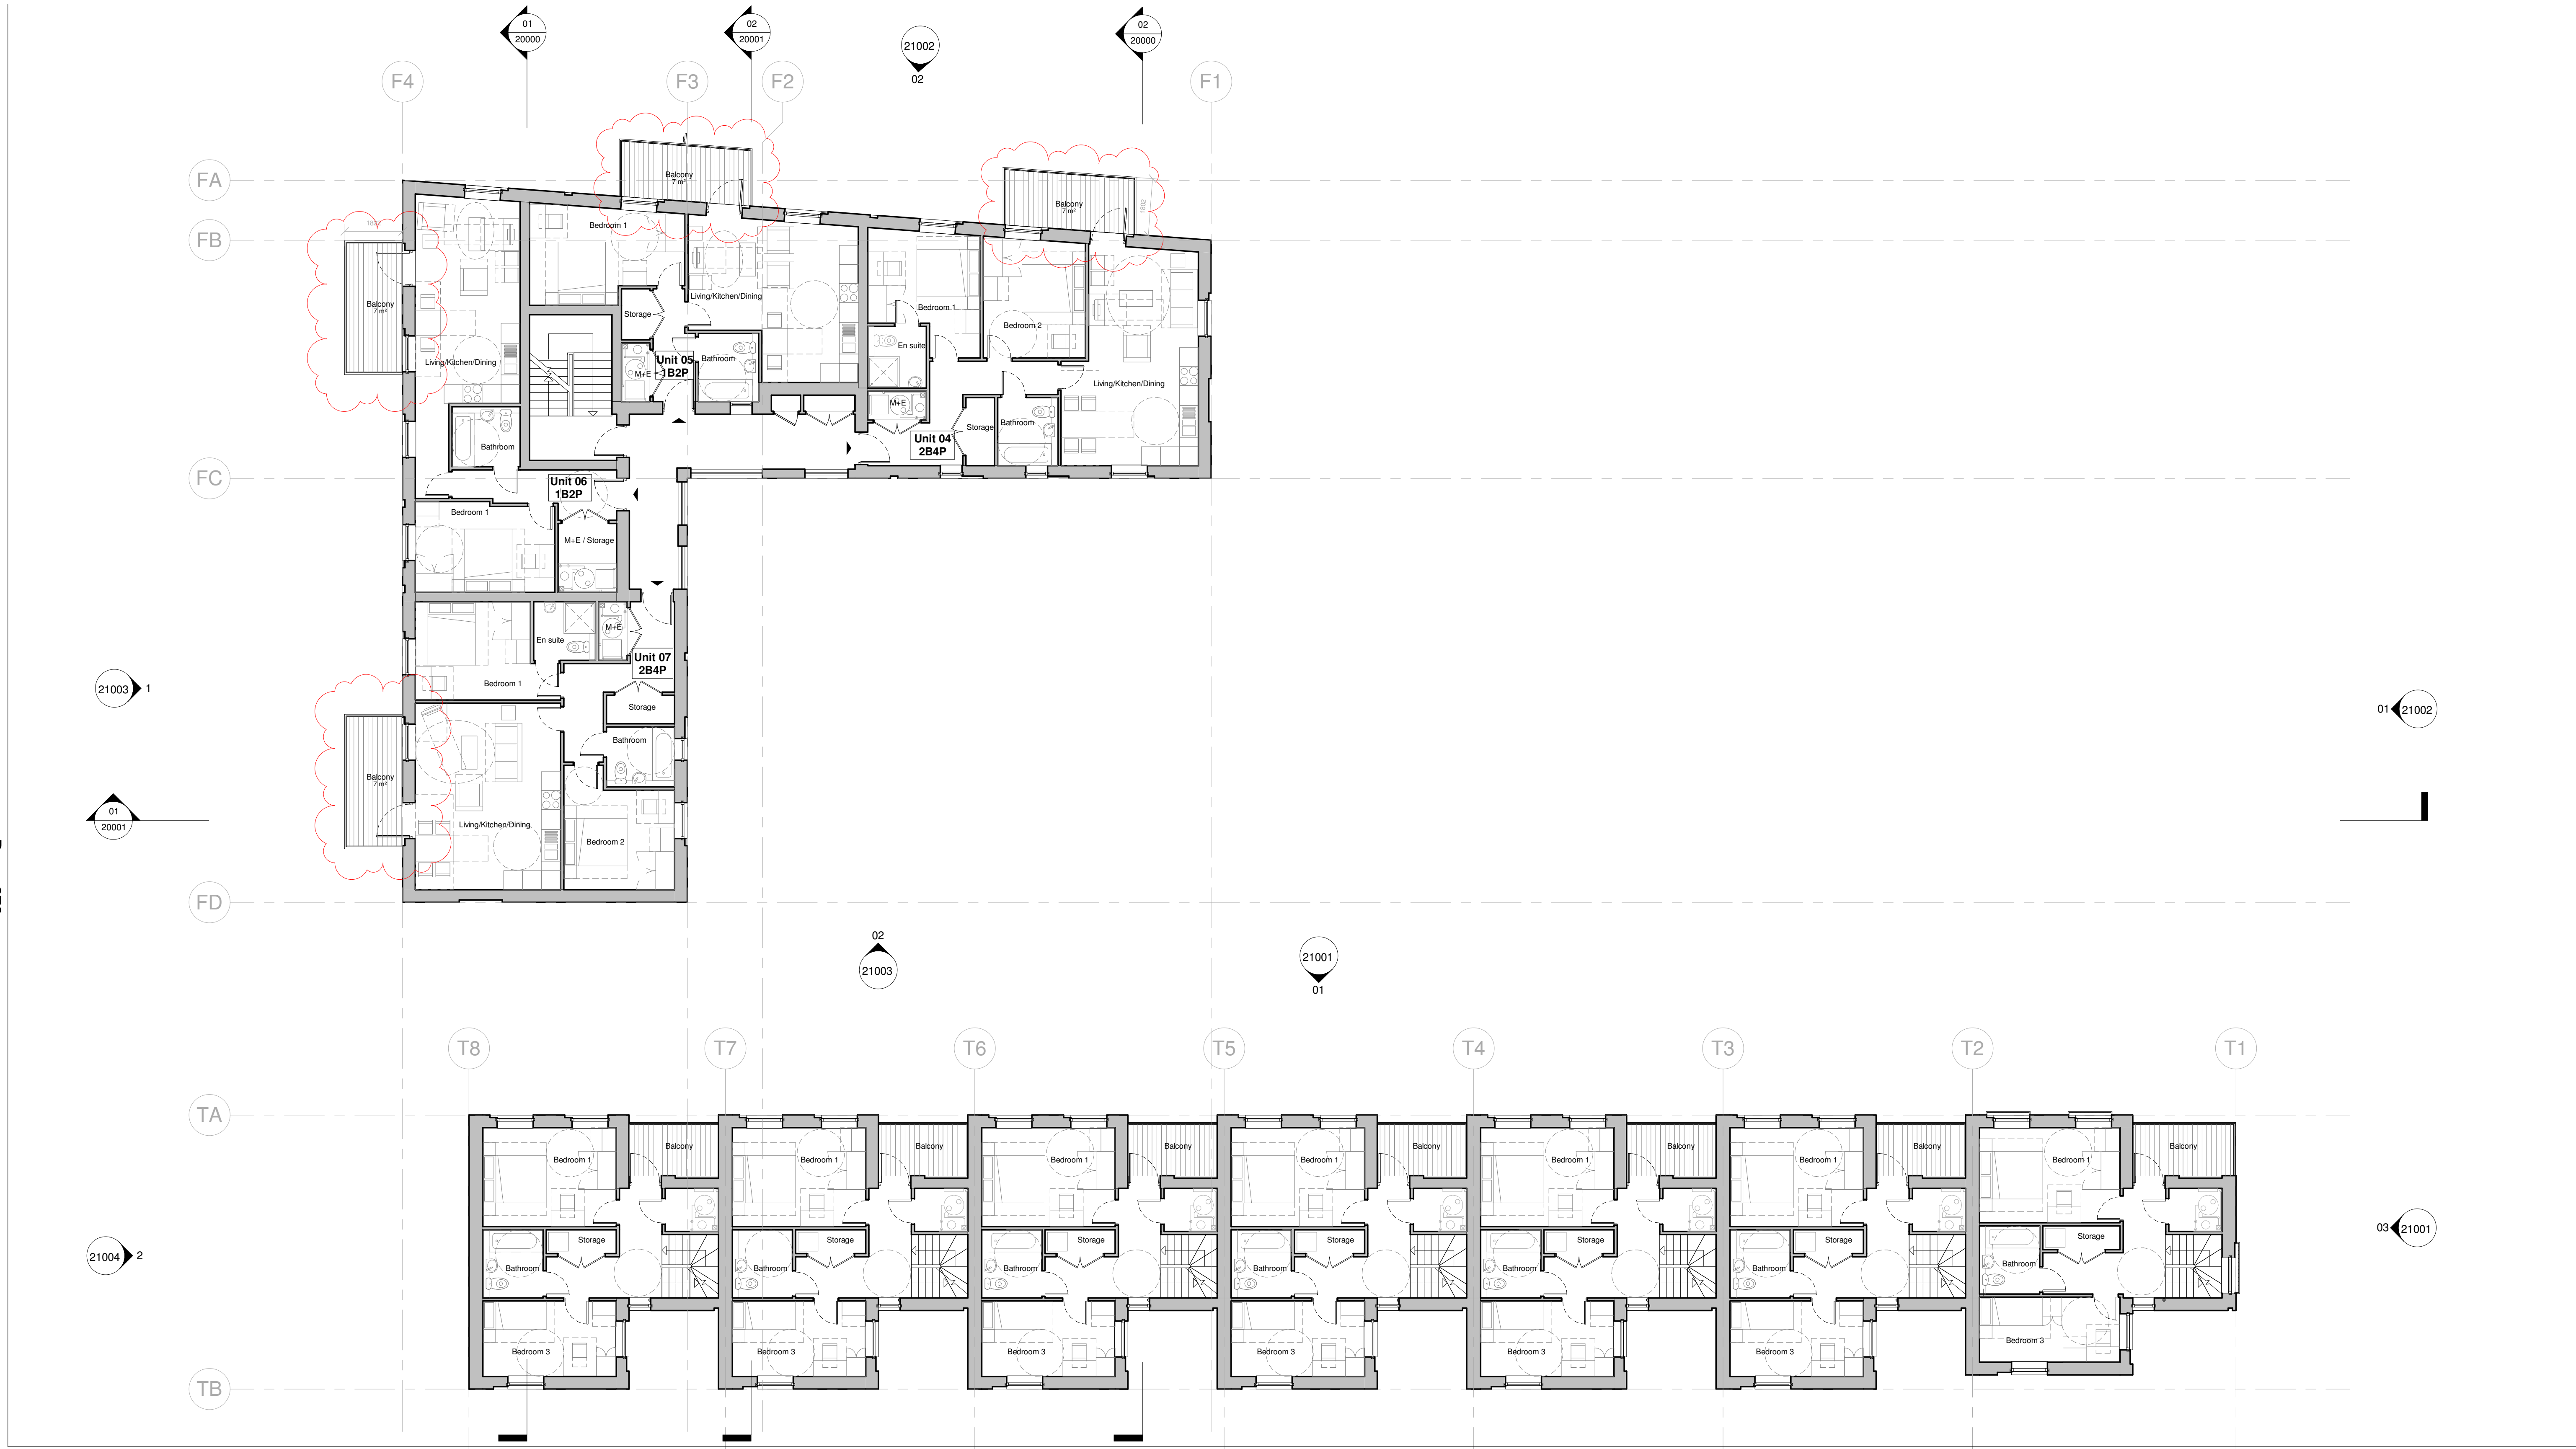 01
20000
02
20001
21002
02
02
20000
F4
F3
F2
F1
FA
FB
FC
FD
Balcony
7 m²
Balcony
7 m²
1802
1802
Balcony
7 m²
Living/Kitchen/Dining
Bedroom 1
Storage
M+E
Unit 05
1B2P
Bathroom
Living/Kitchen/Dining
Bedroom 1
En suite
M+E
Unit 04
2B4P
Storage
Bedroom 2
Bathroom
Living/Kitchen/Dining
Bathroom
Unit 06
1B2P
Bedroom 1
M+E / Storage
En suite
M+E
Unit 07
2B4P
Bedroom 1
Storage
Bathroom
Balcony
7 m²
Living/Kitchen/Dining
Bedroom 2
21003
1
01
21002
01
20001
02
21003
21001
01
T8
T7
T6
T5
T4
T3
T2
T1
TA
TB
Balcony
Balcony
Balcony
Balcony
Balcony
Balcony
Balcony
Bedroom 1
Bedroom 1
Bedroom 1
Bedroom 1
Bedroom 1
Bedroom 1
Bedroom 1
21004
2
03
21001
Storage
Storage
Storage
Storage
Storage
Storage
Storage
Bathroom
Bathroom
Bathroom
Bathroom
Bathroom
Bathroom
Bathroom
Bedroom 3
Bedroom 3
Bedroom 3
Bedroom 3
Bedroom 3
Bedroom 3
Bedroom 3